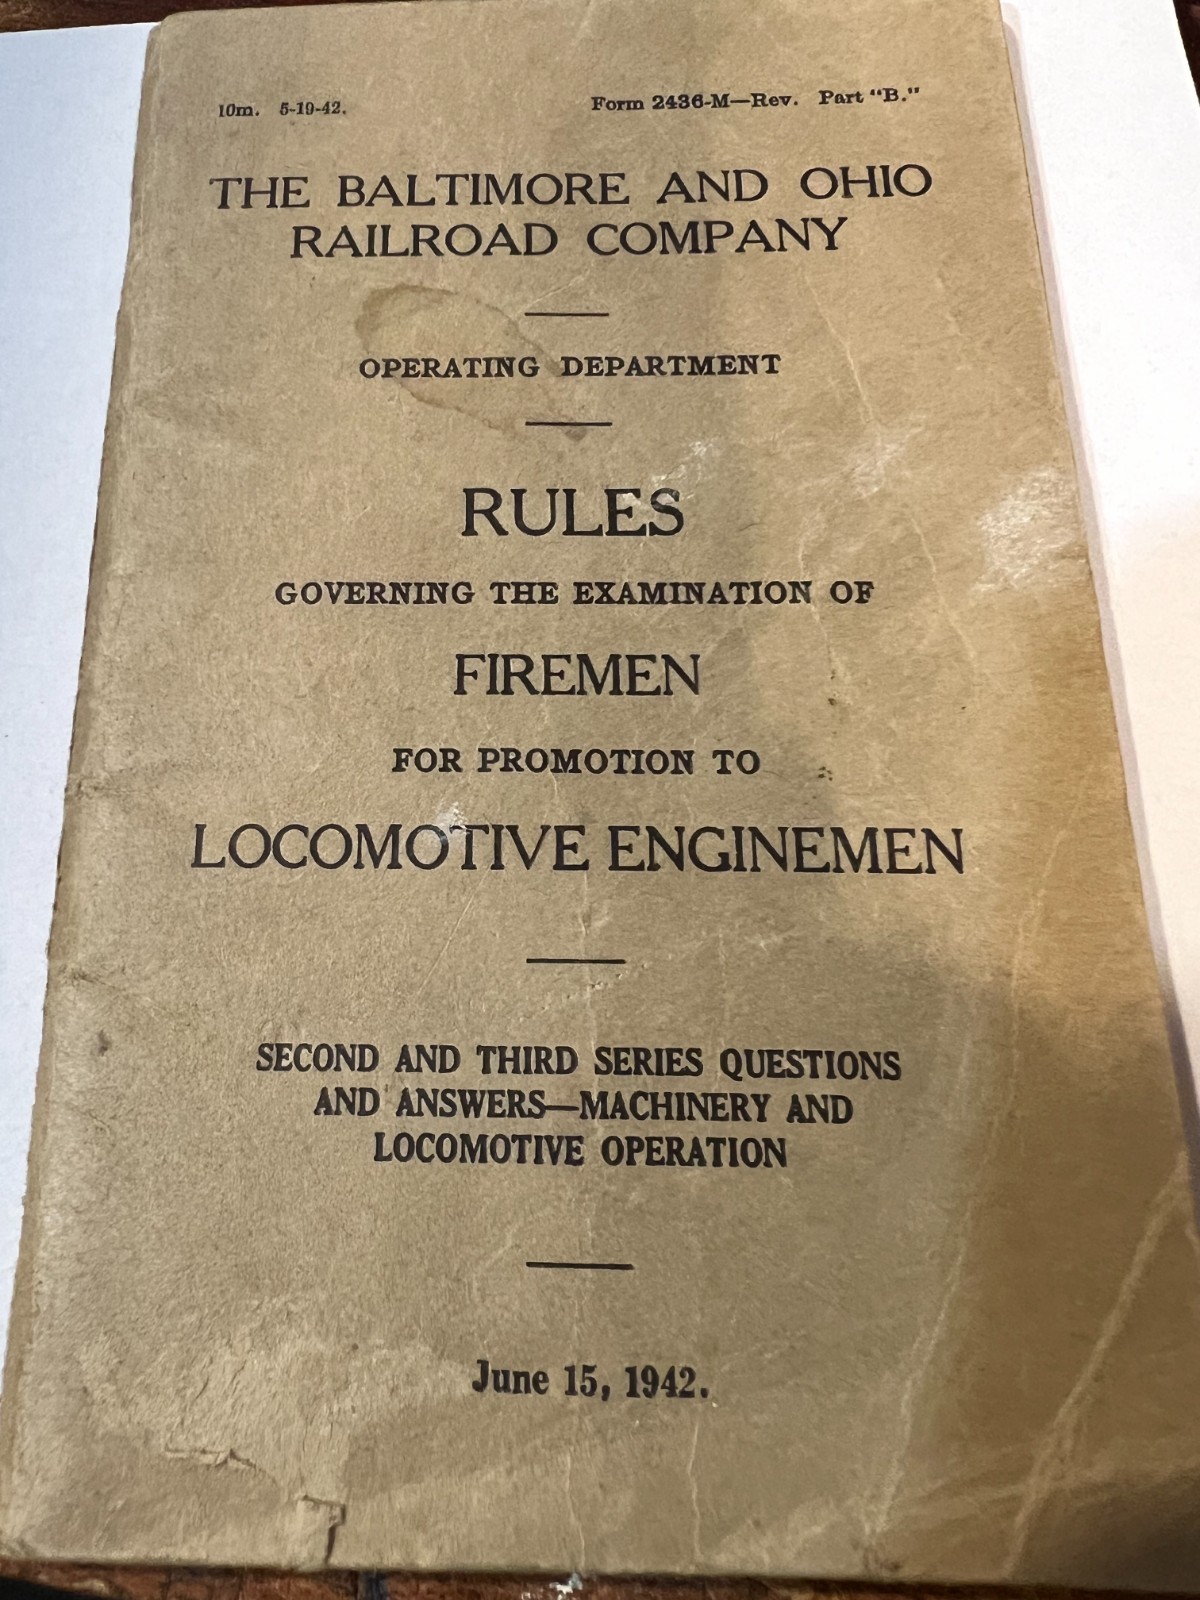 10m. 5-19-42. Form 2436-M—Rev. Part "B."
THE BALTIMORE AND OHIO
RAILROAD COMPANY
OPERATING DEPARTMENT
RULES
GOVERNING THE EXAMINATION OF
FIREMEN
FOR PROMOTION TO
LOCOMOTIVE ENGINEMEN
SECOND AND THIRD SERIES QUESTIONS
AND ANSWERS—MACHINERY AND
LOCOMOTIVE OPERATION
June 15, 1942.